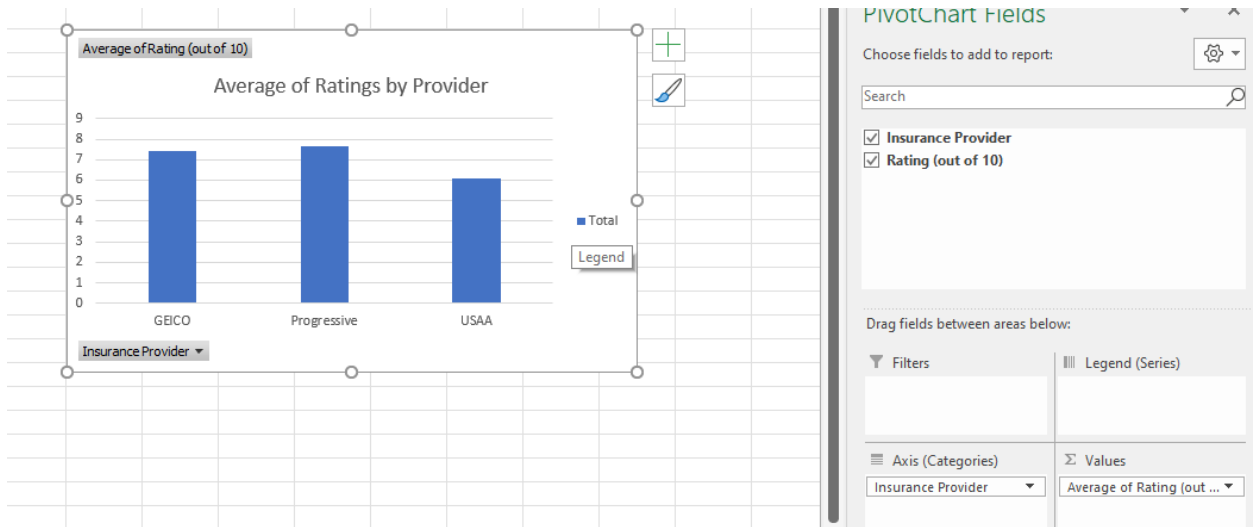 Average of Rating (out of 10)
Average of Ratings by Provider
9
8
7
6
5
4
3
2
1
0
GEICO Progressive USAA
Total
Legend
Insurance Provider
PivotChart Fields
Choose fields to add to report:
Search
Insurance Provider
Rating (out of 10)
Drag fields between areas below:
Filters
Legend (Series)
Axis (Categories)
Σ Values
Insurance Provider
Average of Rating (out ...